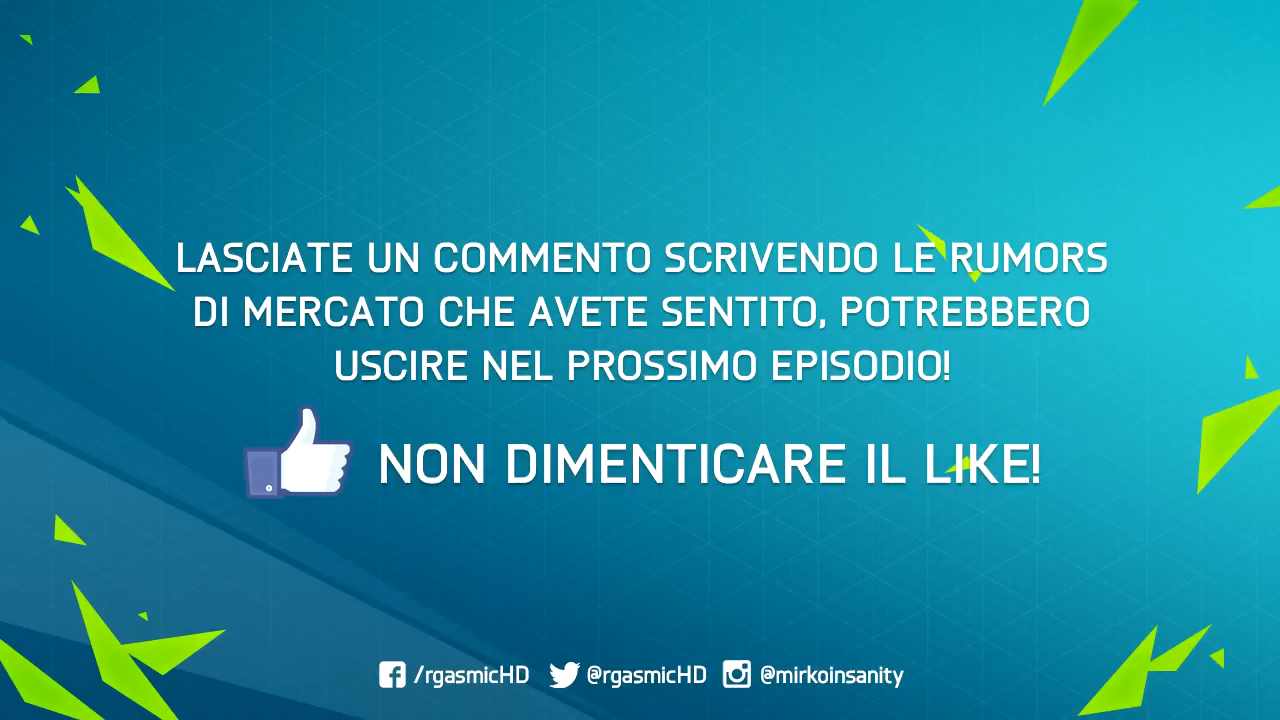 LASCIATE UN COMMENTO SCRIVENDO LE RUMORS
DI MERCATO CHE AVETE SENTITO, POTREBBERO
USCIRE NEL PROSSIMO EPISODIO!
NON DIMENTICARE IL LIKE!
/rgasmicHD @rgasmicHD @mirkoinsanity